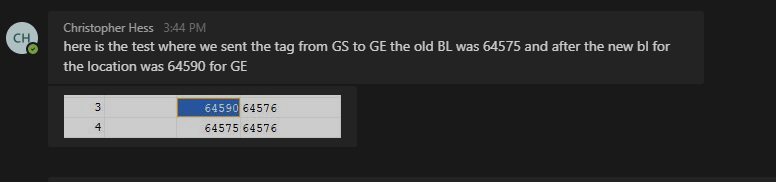 CH
Christopher Hess 3:44 PM
here is the test where we sent the tag from GS to GE the old BL was 64575 and after the new bl for
the location was 64590 for GE
3 64590 64576
4 64575 64576